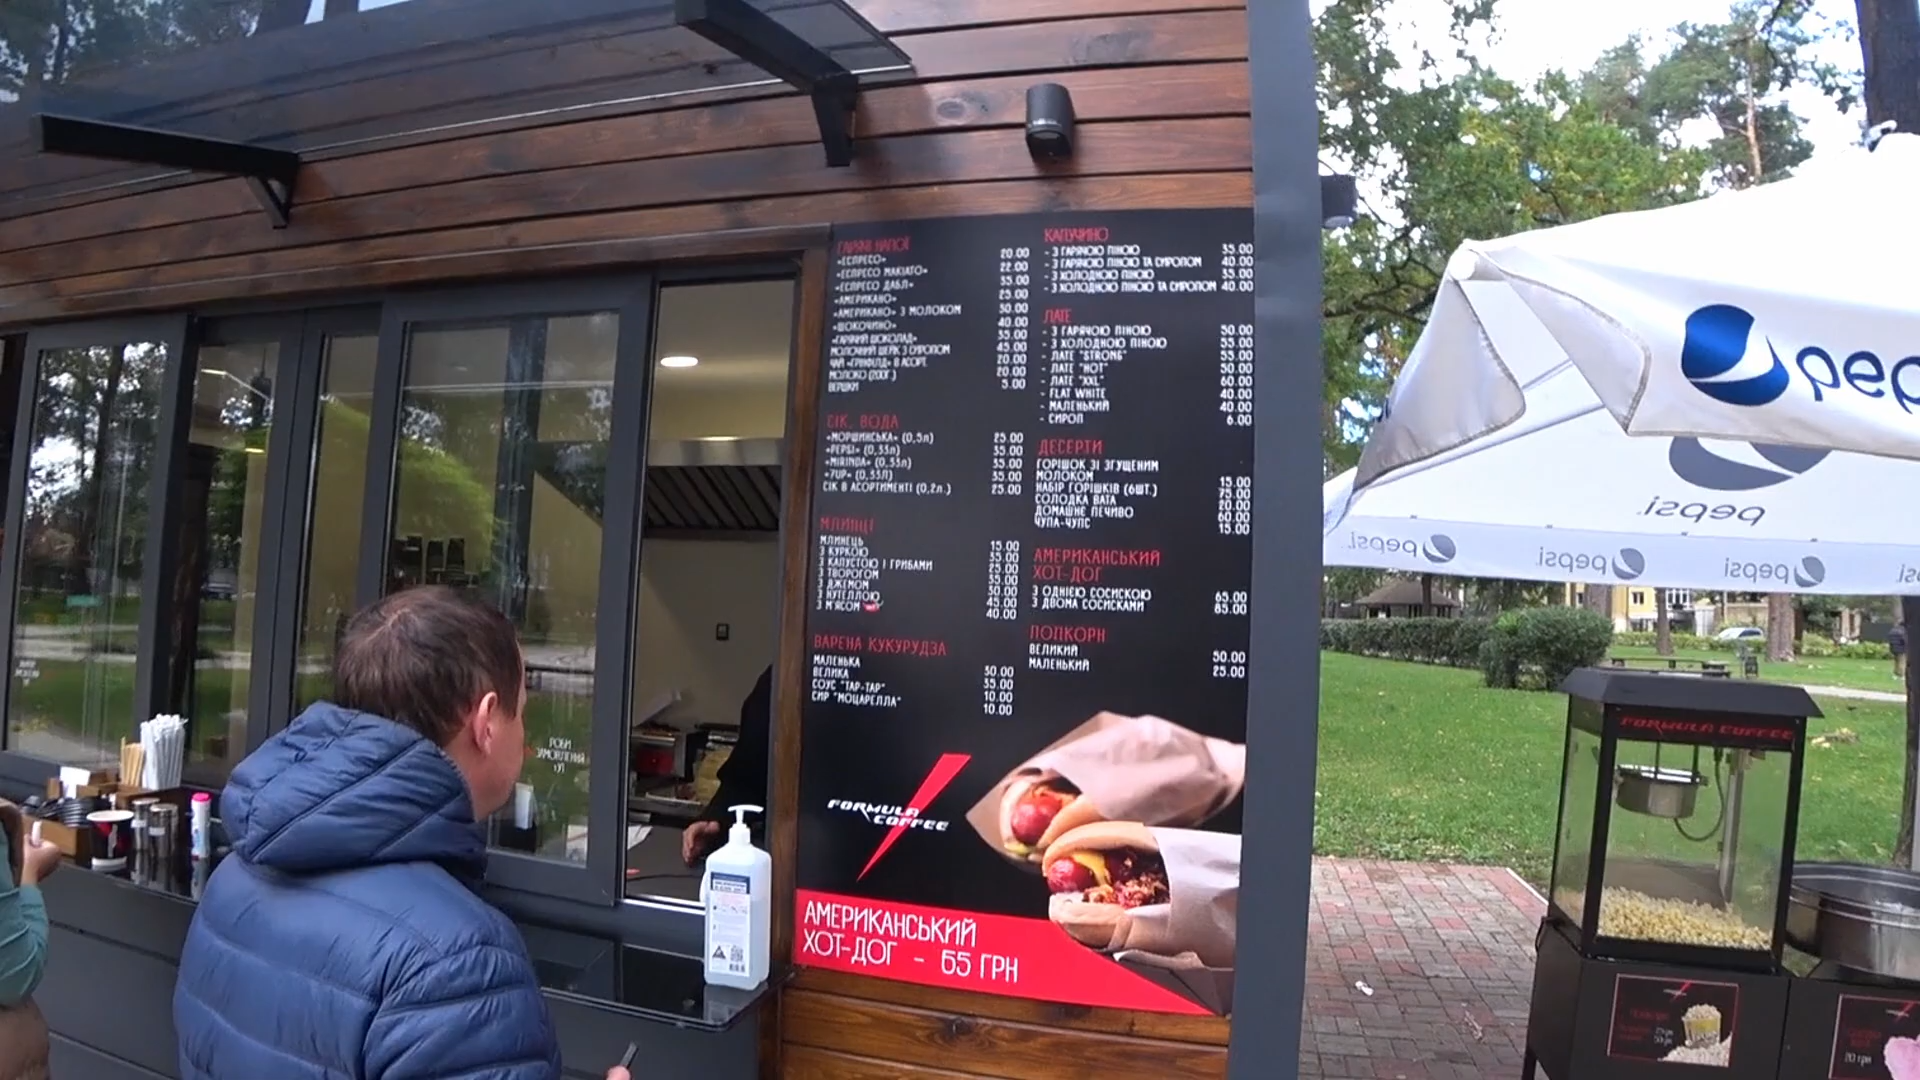 ГАРЯЧІ НАПОЇ
«ЕСПРЕСО» 20.00
«ЕСПРЕСО МАКІАТО» 22.00
«ЕСПРЕСО ДАБЛ» 35.00
«АМЕРИКАНО» 25.00
«АМЕРИКАНО» З МОЛОКОМ 30.00
«ШОКОЧИНО» 40.00
«ГАРЯЧИЙ ШОКОЛАД» 35.00
МОЛОЧНИЙ ШЕЙК З СИРОПОМ 45.00
ЧАЙ «ГРІНФІЛД» В АСОРТ. 20.00
МОЛОКО (200Г.) 20.00
ВЕРШКИ 5.00
СІК, ВОДА
«МОРШИНСЬКА» (0,5л) 25.00
«PEPSI» (0,33л) 35.00
«MIRINDA» (0,33л) 35.00
«7UP» (0,33Л) 35.00
СІК В АСОРТИМЕНТІ (0,2л.) 25.00
МЛИНЦІ
МЛИНЕЦЬ 15.00
З КУРКОЮ 35.00
З КАПУСТОЮ І ГРИБАМИ 25.00
З ТВОРОГОМ 35.00
З ДЖЕМОМ 30.00
З НУТЕЛЛОЮ 45.00
З М'ЯСОМ 40.00
ВАРЕНА КУКУРУДЗА
МАЛЕНЬКА 30.00
ВЕЛИКА 35.00
СОУС "ТАР-ТАР" 10.00
СИР "МОЦАРЕЛЛА" 10.00
КАПУЧИНО
- З ГАРЯЧОЮ ПІНОЮ 35.00
- З ГАРЯЧОЮ ПІНОЮ ТА СИРОПОМ 40.00
- З ХОЛОДНОЮ ПІНОЮ 35.00
- З ХОЛОДНОЮ ПІНОЮ ТА СИРОПОМ 40.00
ЛАТЕ
- З ГАРЯЧОЮ ПІНОЮ 50.00
- З ХОЛОДНОЮ ПІНОЮ 55.00
- ЛАТЕ "STRONG" 55.00
- ЛАТЕ "HOT" 50.00
- ЛАТЕ "XXL" 60.00
- FLAT WHITE 40.00
- МАЛЕНЬКИЙ 40.00
- СИРОП 6.00
ДЕСЕРТИ
ГОРІШОК ЗІ ЗГУЩЕНИМ
МОЛОКОМ 15.00
НАБІР ГОРІШКІВ (6ШТ.) 75.00
СОЛОДКА ВАТА 20.00
ДОМАШНЄ ПЕЧИВО 60.00
ЧУПА-ЧУПС 15.00
АМЕРИКАНСЬКИЙ
ХОТ-ДОГ
З ОДНІЄЮ СОСИСКОЮ 65.00
З ДВОМА СОСИСКАМИ 85.00
ПОПКОРН
ВЕЛИКИЙ 50.00
МАЛЕНЬКИЙ 25.00
FORMULA
COFFEE
АМЕРИКАНСЬКИЙ
ХОТ-ДОГ - 65 ГРН
РОБИ
ЗАМОВЛЕННЯ
ТУТ
pepsi
pepsi
pepsi
pepsi
FORMULA COFFEE
20 грн